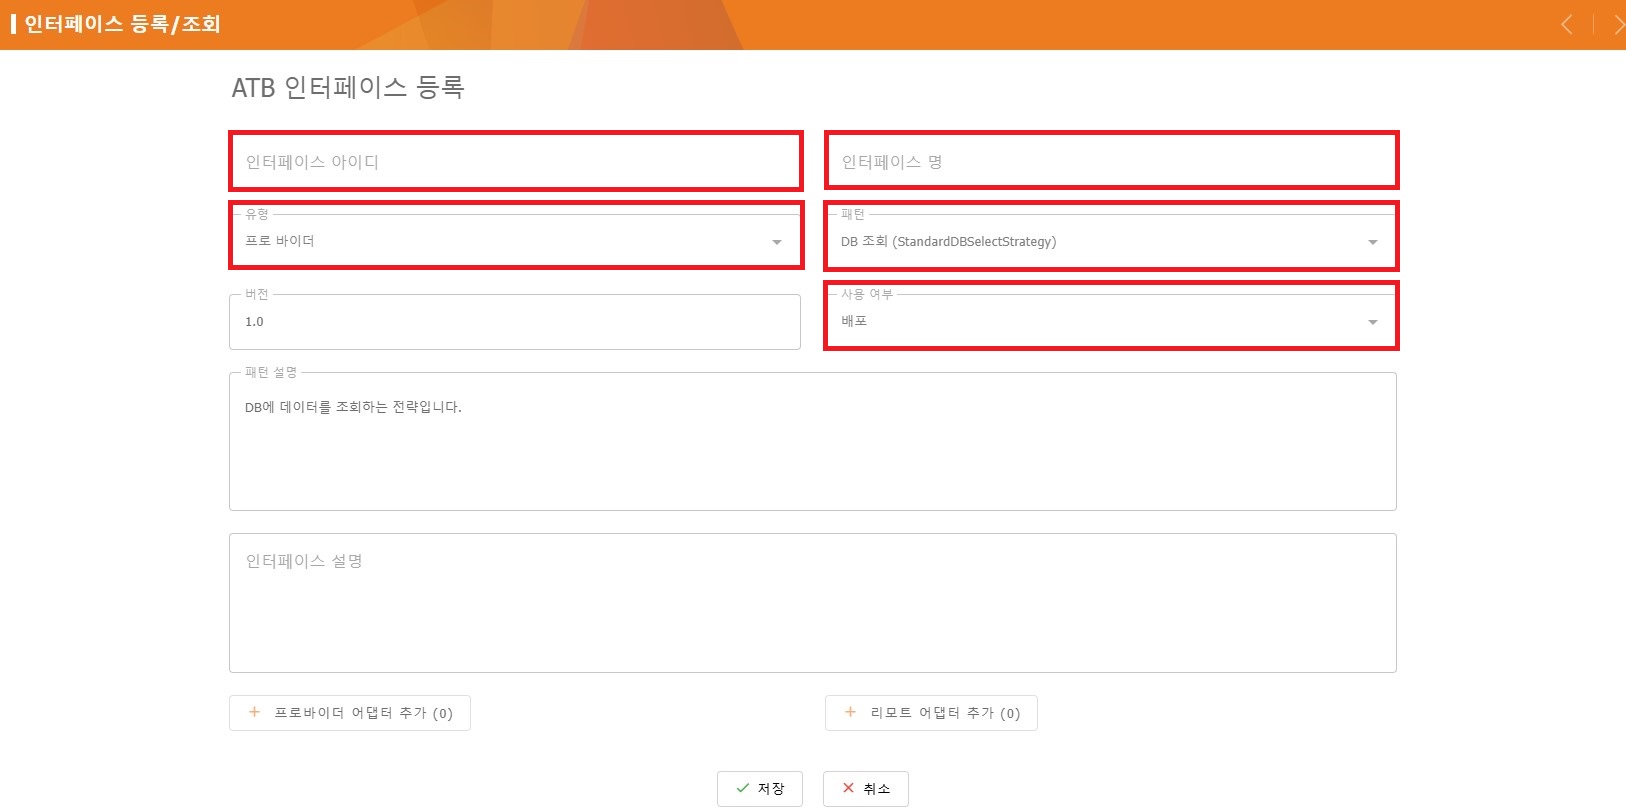 인터페이스 등록/조회
ATB 인터페이스 등록
인터페이스 아이디
인터페이스 명
유형
프로 바이더
패턴
DB 조회 (StandardDBSelectStrategy)
버전
1.0
사용 여부
배포
패턴 설명
DB에 데이터를 조회하는 전략입니다.
인터페이스 설명
+ 프로바이더 어댑터 추가 (0)
+ 리모트 어댑터 추가 (0)
저장
취소